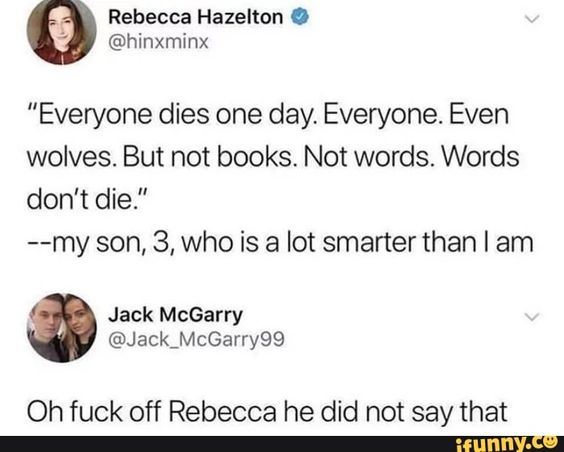 Rebecca Hazelton
@hinxminx
"Everyone dies one day. Everyone. Even
wolves. But not books. Not words. Words
don't die."
--my son, 3, who is a lot smarter than I am
Jack McGarry
@Jack_McGarry99
Oh fuck off Rebecca he did not say that
ifunny.co